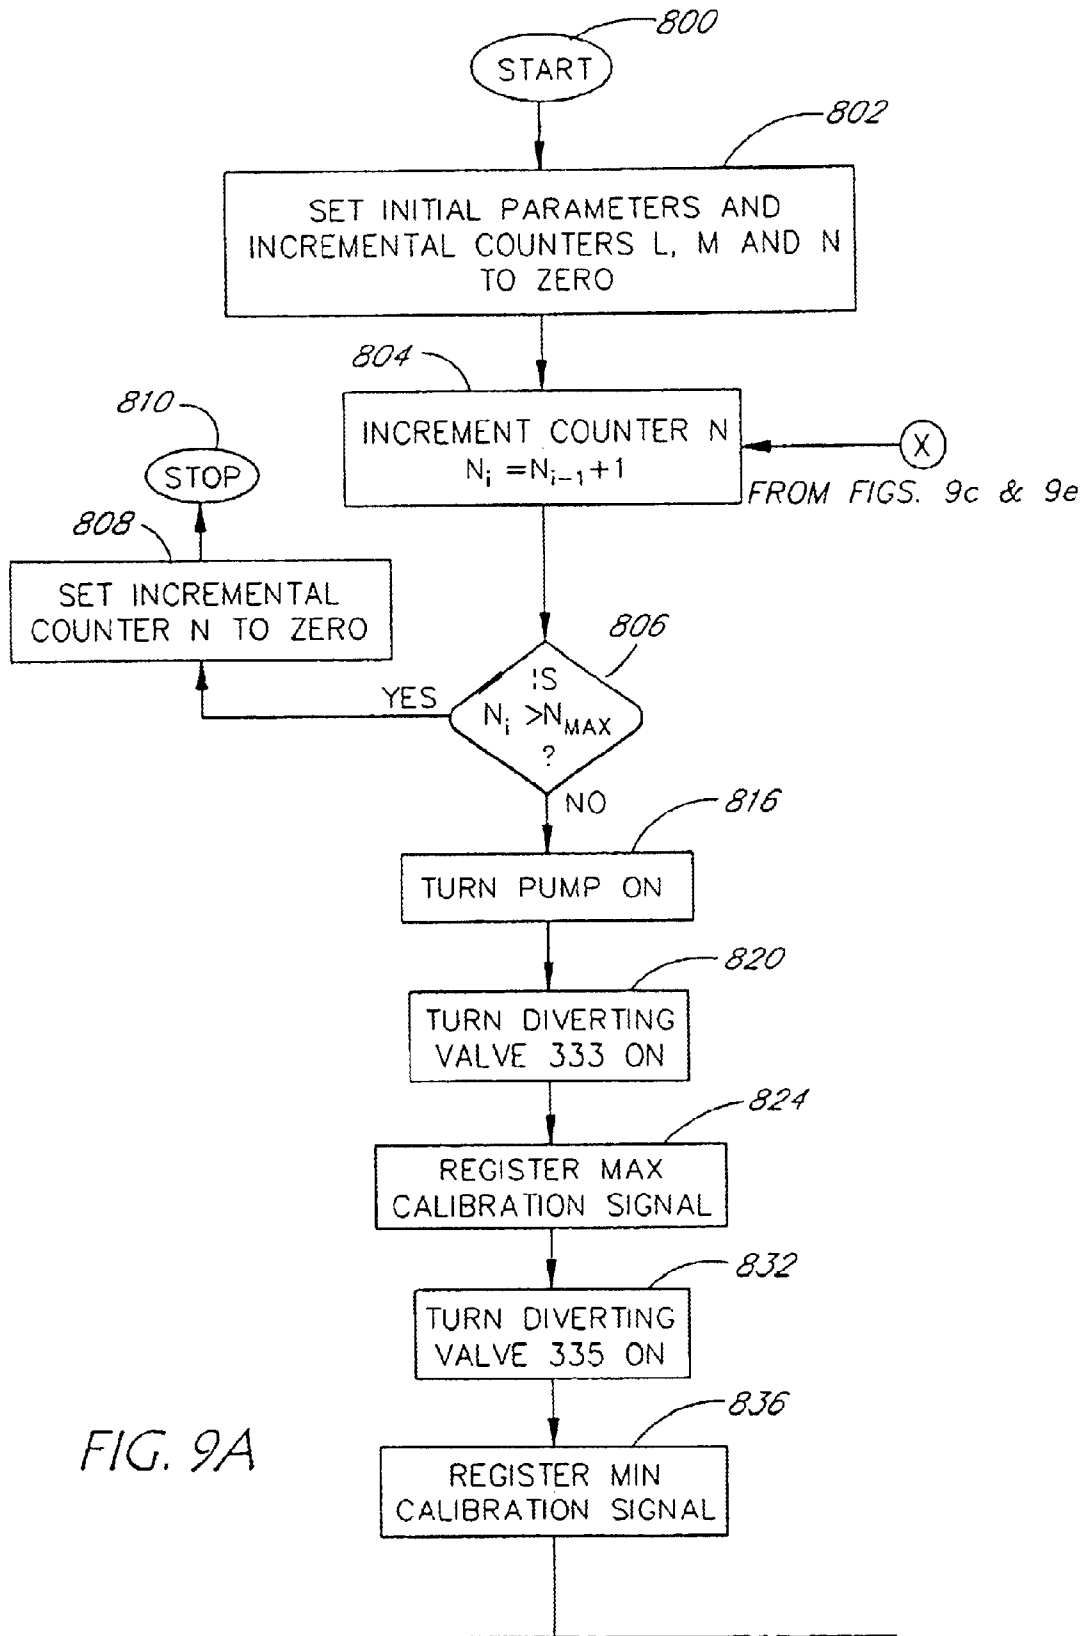 800
START
802
SET INITIAL PARAMETERS AND
INCREMENTAL COUNTERS L, M AND N
TO ZERO
804
INCREMENT COUNTER N
Nᵢ =Nᵢ₋₁+1
X
FROM FIGS. 9c & 9e
810
STOP
808
SET INCREMENTAL
COUNTER N TO ZERO
806
IS
Nᵢ >N_MAX
?
YES
NO
816
TURN PUMP ON
820
TURN DIVERTING
VALVE 333 ON
824
REGISTER MAX
CALIBRATION SIGNAL
832
TURN DIVERTING
VALVE 335 ON
836
REGISTER MIN
CALIBRATION SIGNAL
FIG. 9A